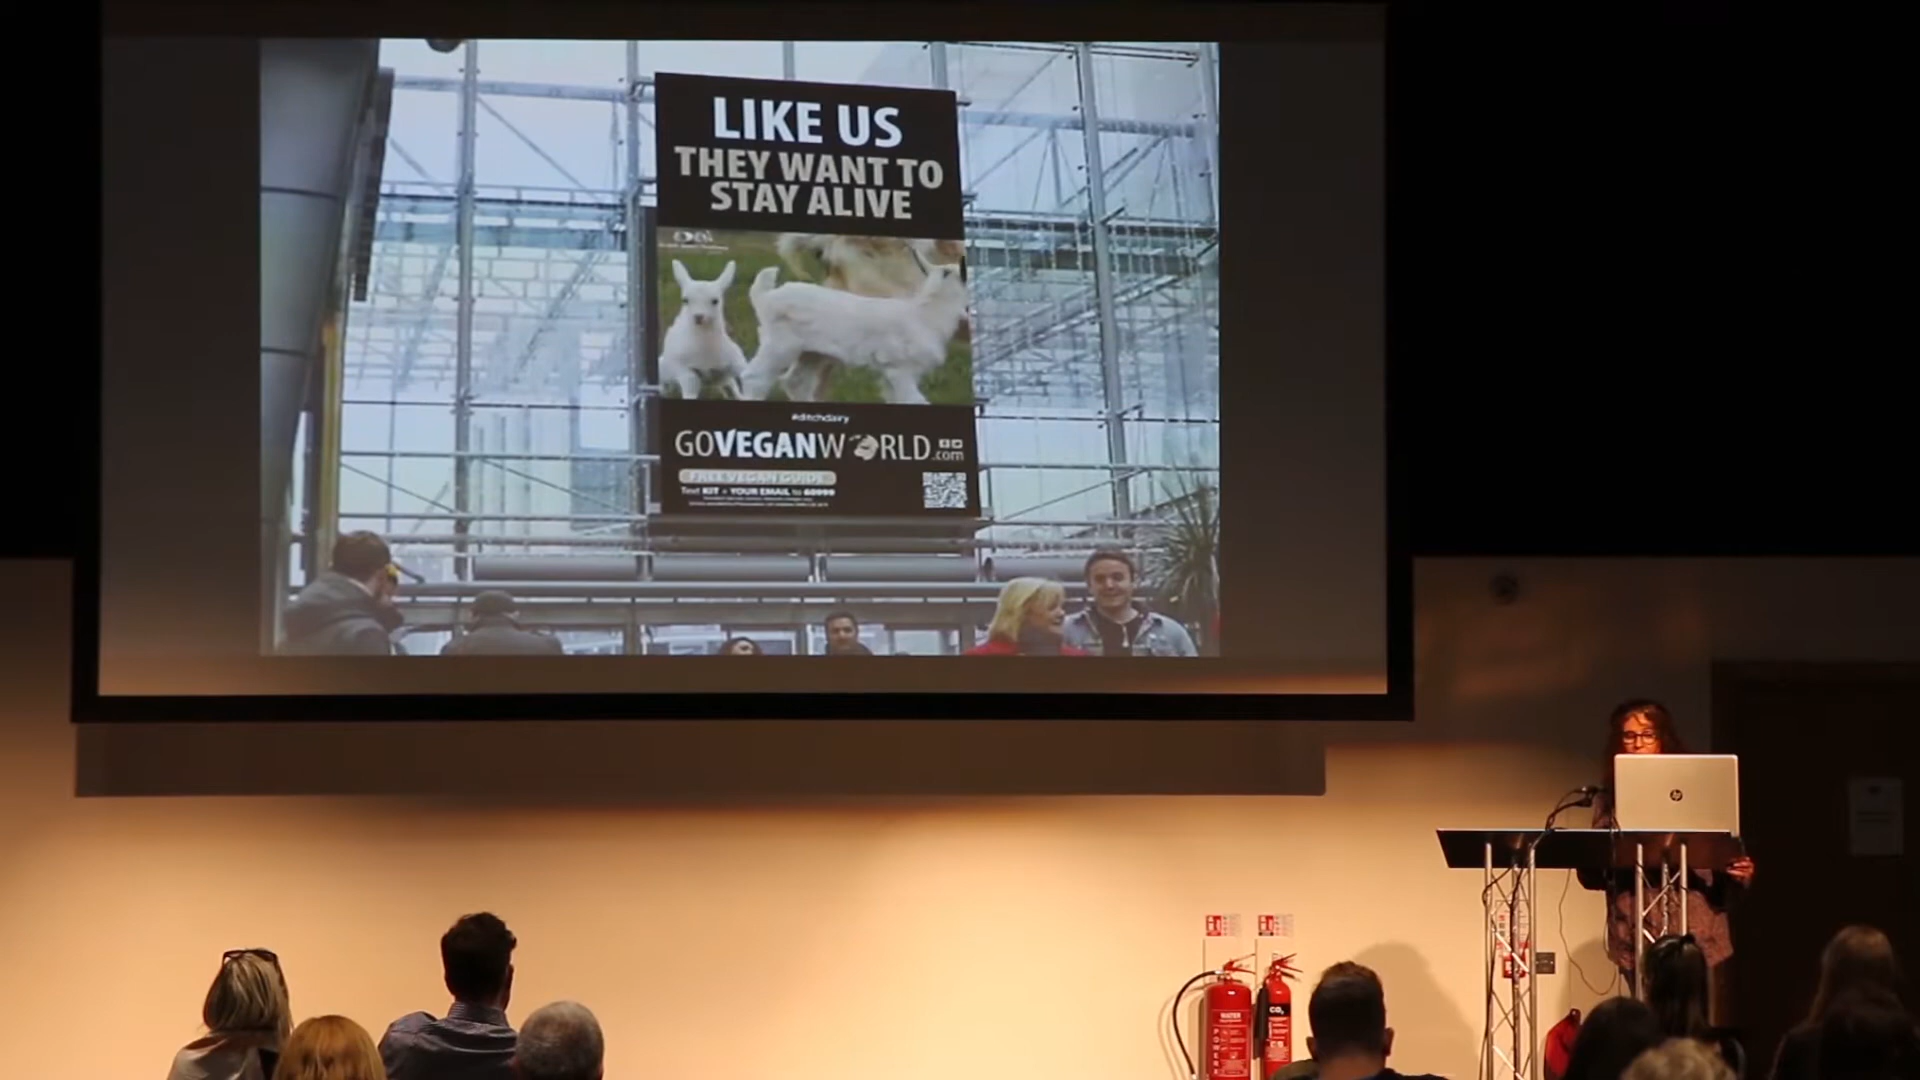 LIKE US
THEY WANT TO
STAY ALIVE
#ditchdairy
GOVEGANWORLD.com
FREE VEGAN GUIDE
Text KIT + YOUR EMAIL to 60999
hp
WATER
CO₂